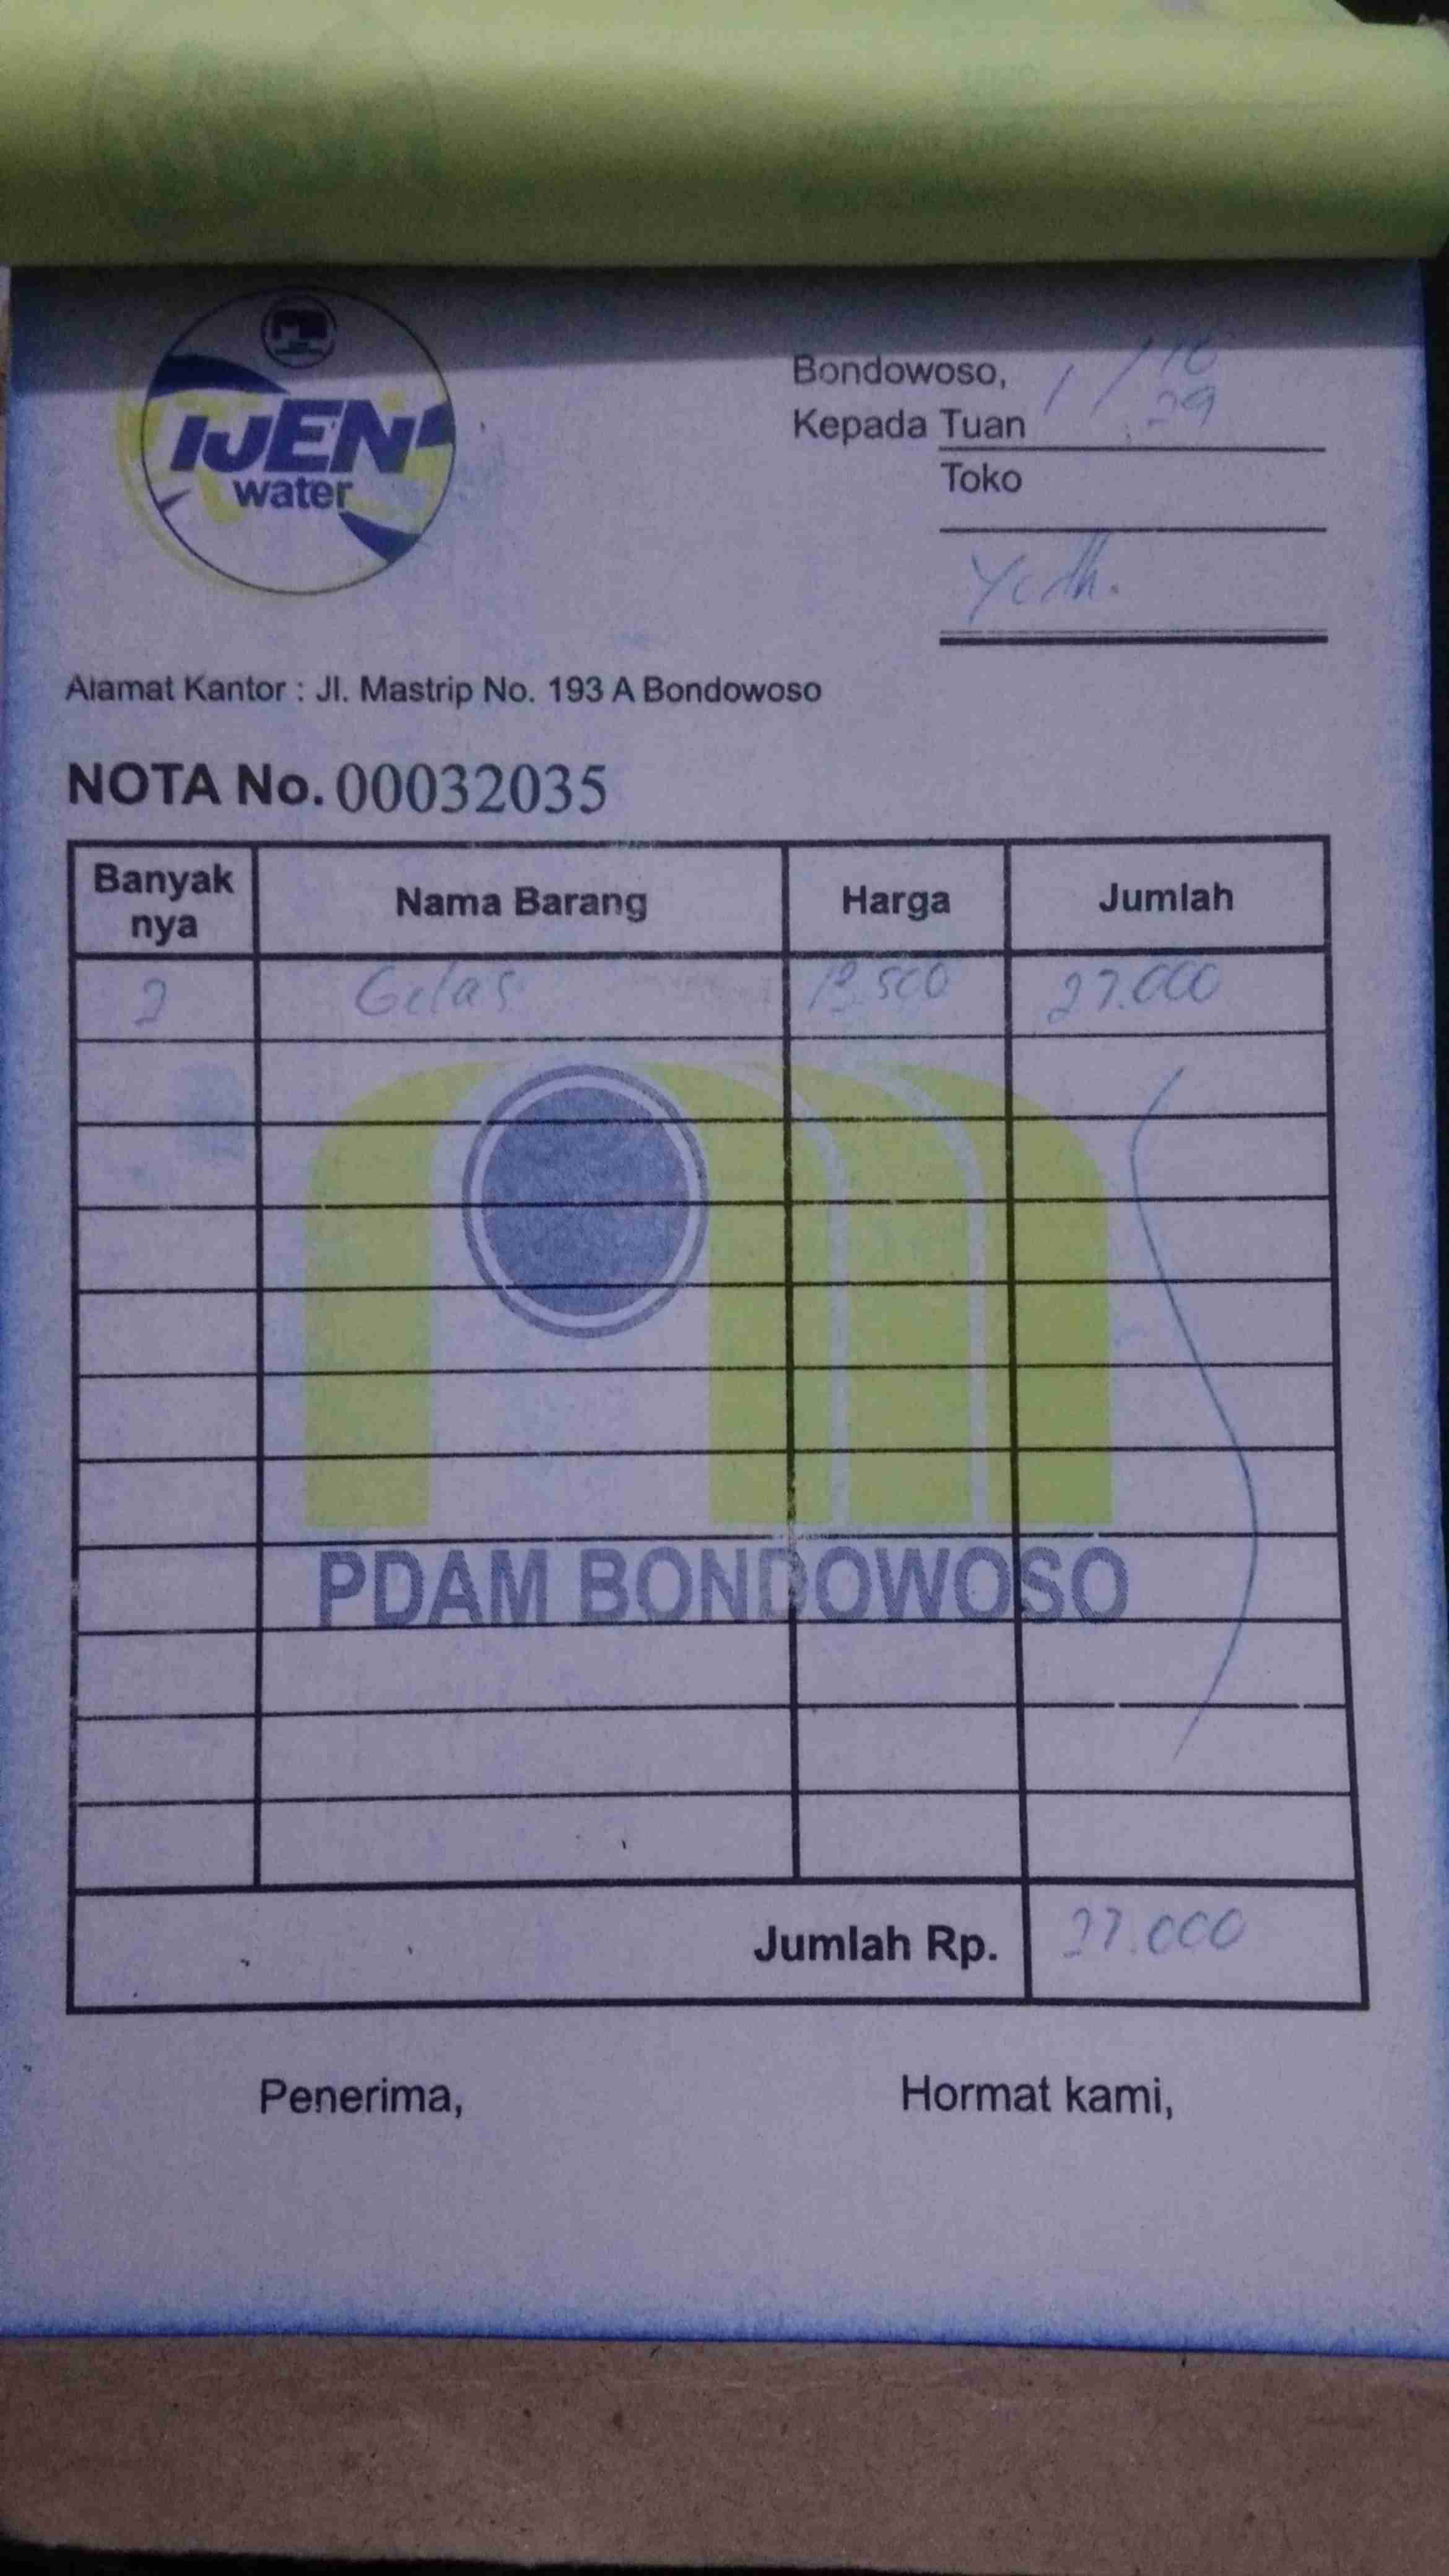 IJEN
water
Bondowoso, 1 / 10
Kepada Tuan
Toko
Alamat Kantor : Jl. Mastrip No. 193 A Bondowoso
NOTA No. 00032035
Banyak nya Nama Barang Harga Jumlah
2 Gelas 13.500 27.000
PDAM BONDOWOSO
Jumlah Rp. 27.000
Penerima, Hormat kami,